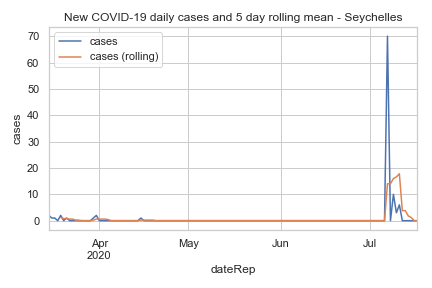 New COVID-19 daily cases and 5 day rolling mean - Seychelles
cases
cases (rolling)
70
60
50
40
30
20
10
0
cases
Apr
2020
May
Jun
Jul
dateRep